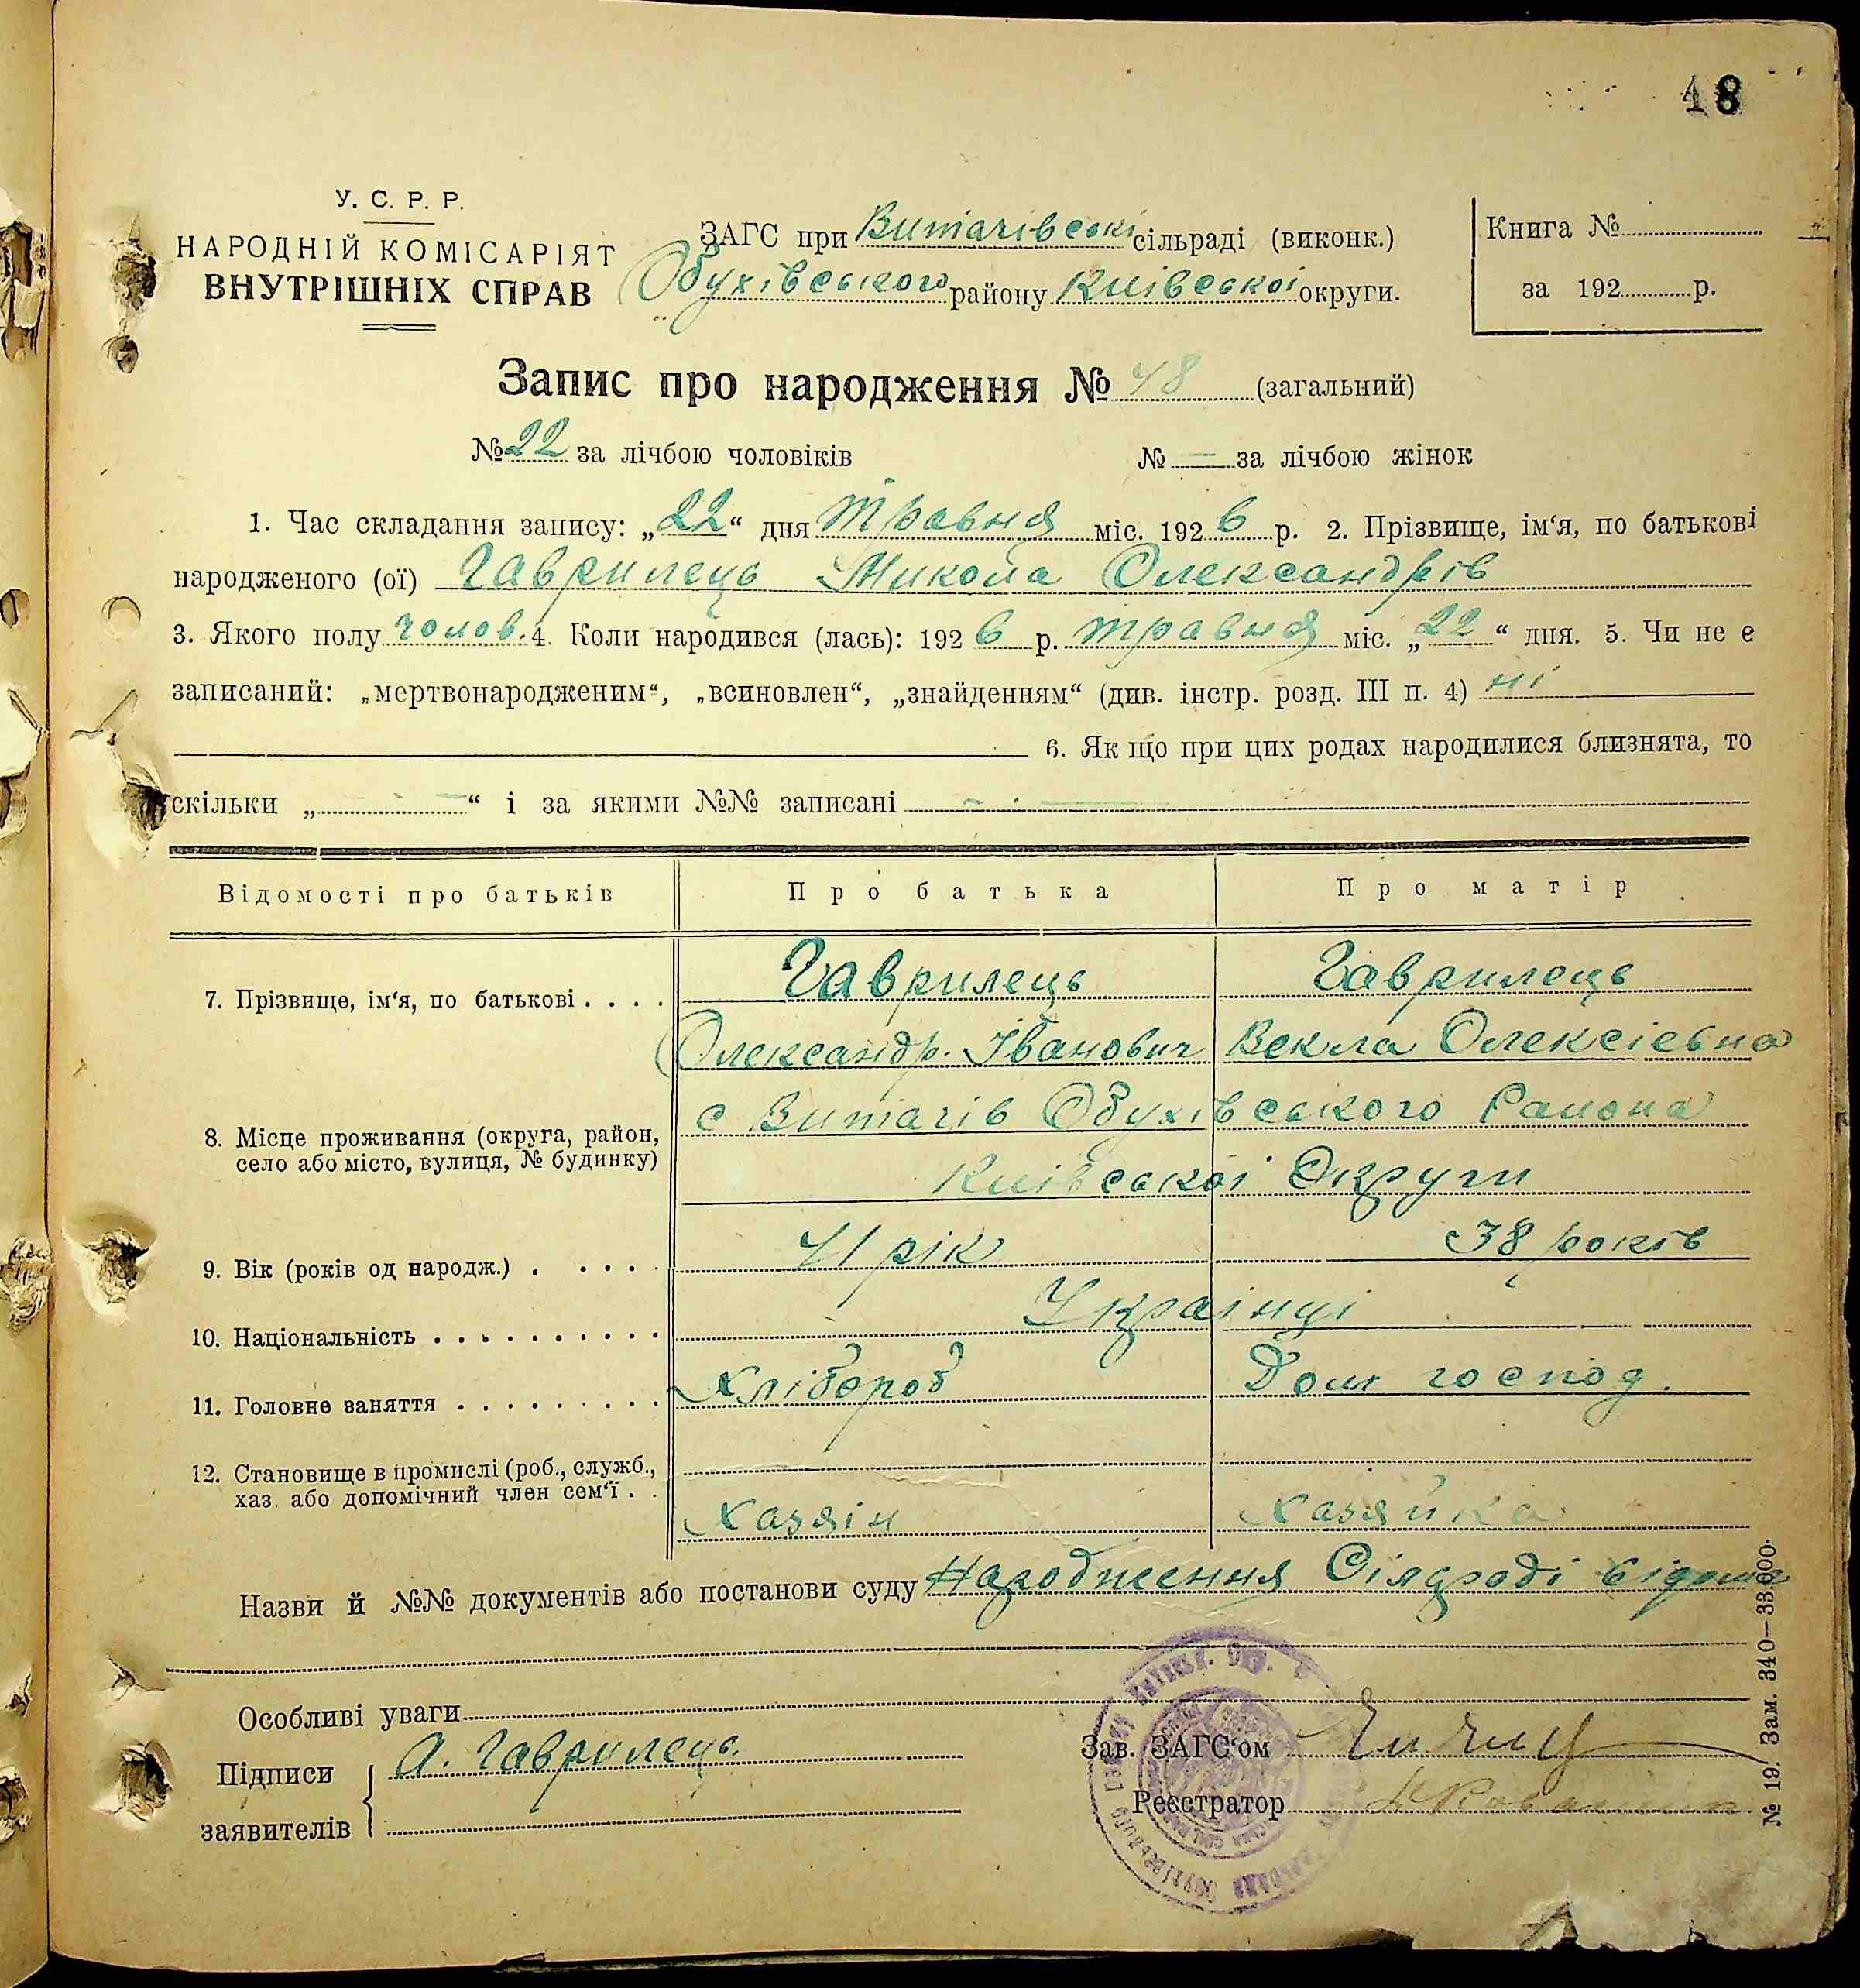 48
У. С. Р. Р.
НАРОДНІЙ КОМІСАРІЯТ
ВНУТРІШНІХ СПРАВ
ЗАГС при Витачівські сільраді (виконк.)
Обухівського району Київської округи.
Книга №
за 192 р.
Запис про народження № 48 (загальний)
№ 22 за лічбою чоловіків № — за лічбою жінок
1. Час складання запису: „22“ дня Травня міс. 1926 р. 2. Прізвище, ім‘я, по батькові
народженого (ої) Гаврилець Микола Олександрів
3. Якого полу чолов. 4. Коли народився (лась): 1926 р. травня міс. „22“ дня. 5. Чи не є
записаний: „мертвонародженим“, „всиновлен“, „знайденням“ (див. інстр. розд. III п. 4) ні
6. Як що при цих родах народилися близнята, то
скільки „ — “ і за якими №№ записані —
Відомості про батьків Про батька Про матір
7. Прізвище, ім‘я, по батькові . . . . Гаврилець Гаврилець
Олександр. Іванович Векла Олексіевна
8. Місце проживання (округа, район, с Витачів Обухівського Района
село або місто, вулиця, № будинку)
Київськоі Округи
9. Вік (років од народж.) . . . . . 41 рік 38 років
10. Національність . . . . . . . . . . Украінці
11. Головне заняття . . . . . . . . . Хлібороб Дом господ.
12. Становище в промислі (роб., служб.,
хаз. або допомічний член сем‘ї . . Хазяін Хазяйка
Назви й №№ документів або постанови суду Народження Сілдраді відоме
Особливі уваги
Підписи А. Гаврилець.
заявителів
Зав. ЗАГС‘ом
Реєстратор
№ 19. Зам. 340—33.000.